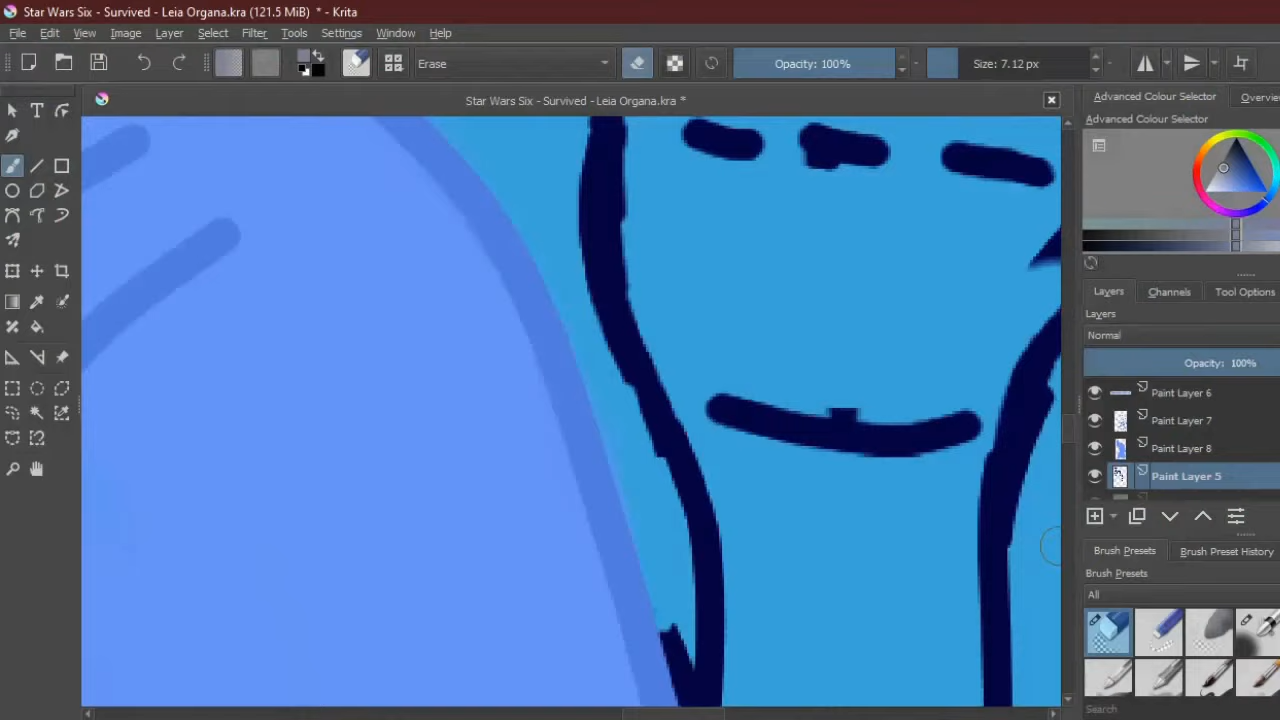 Star Wars Six - Survived - Leia Organa.kra (121.5 MiB) * - Krita
File Edit View Image Layer Select Filter Tools Settings Window Help
Erase Opacity: 100% Size: 7.12 px
Star Wars Six - Survived - Leia Organa.kra *
Advanced Colour Selector Overvie
Advanced Colour Selector
Layers Channels Tool Options
Layers
Normal
Opacity: 100%
Paint Layer 6
Paint Layer 7
Paint Layer 8
Paint Layer 5
Brush Presets Brush Preset History
Brush Presets
All
Search